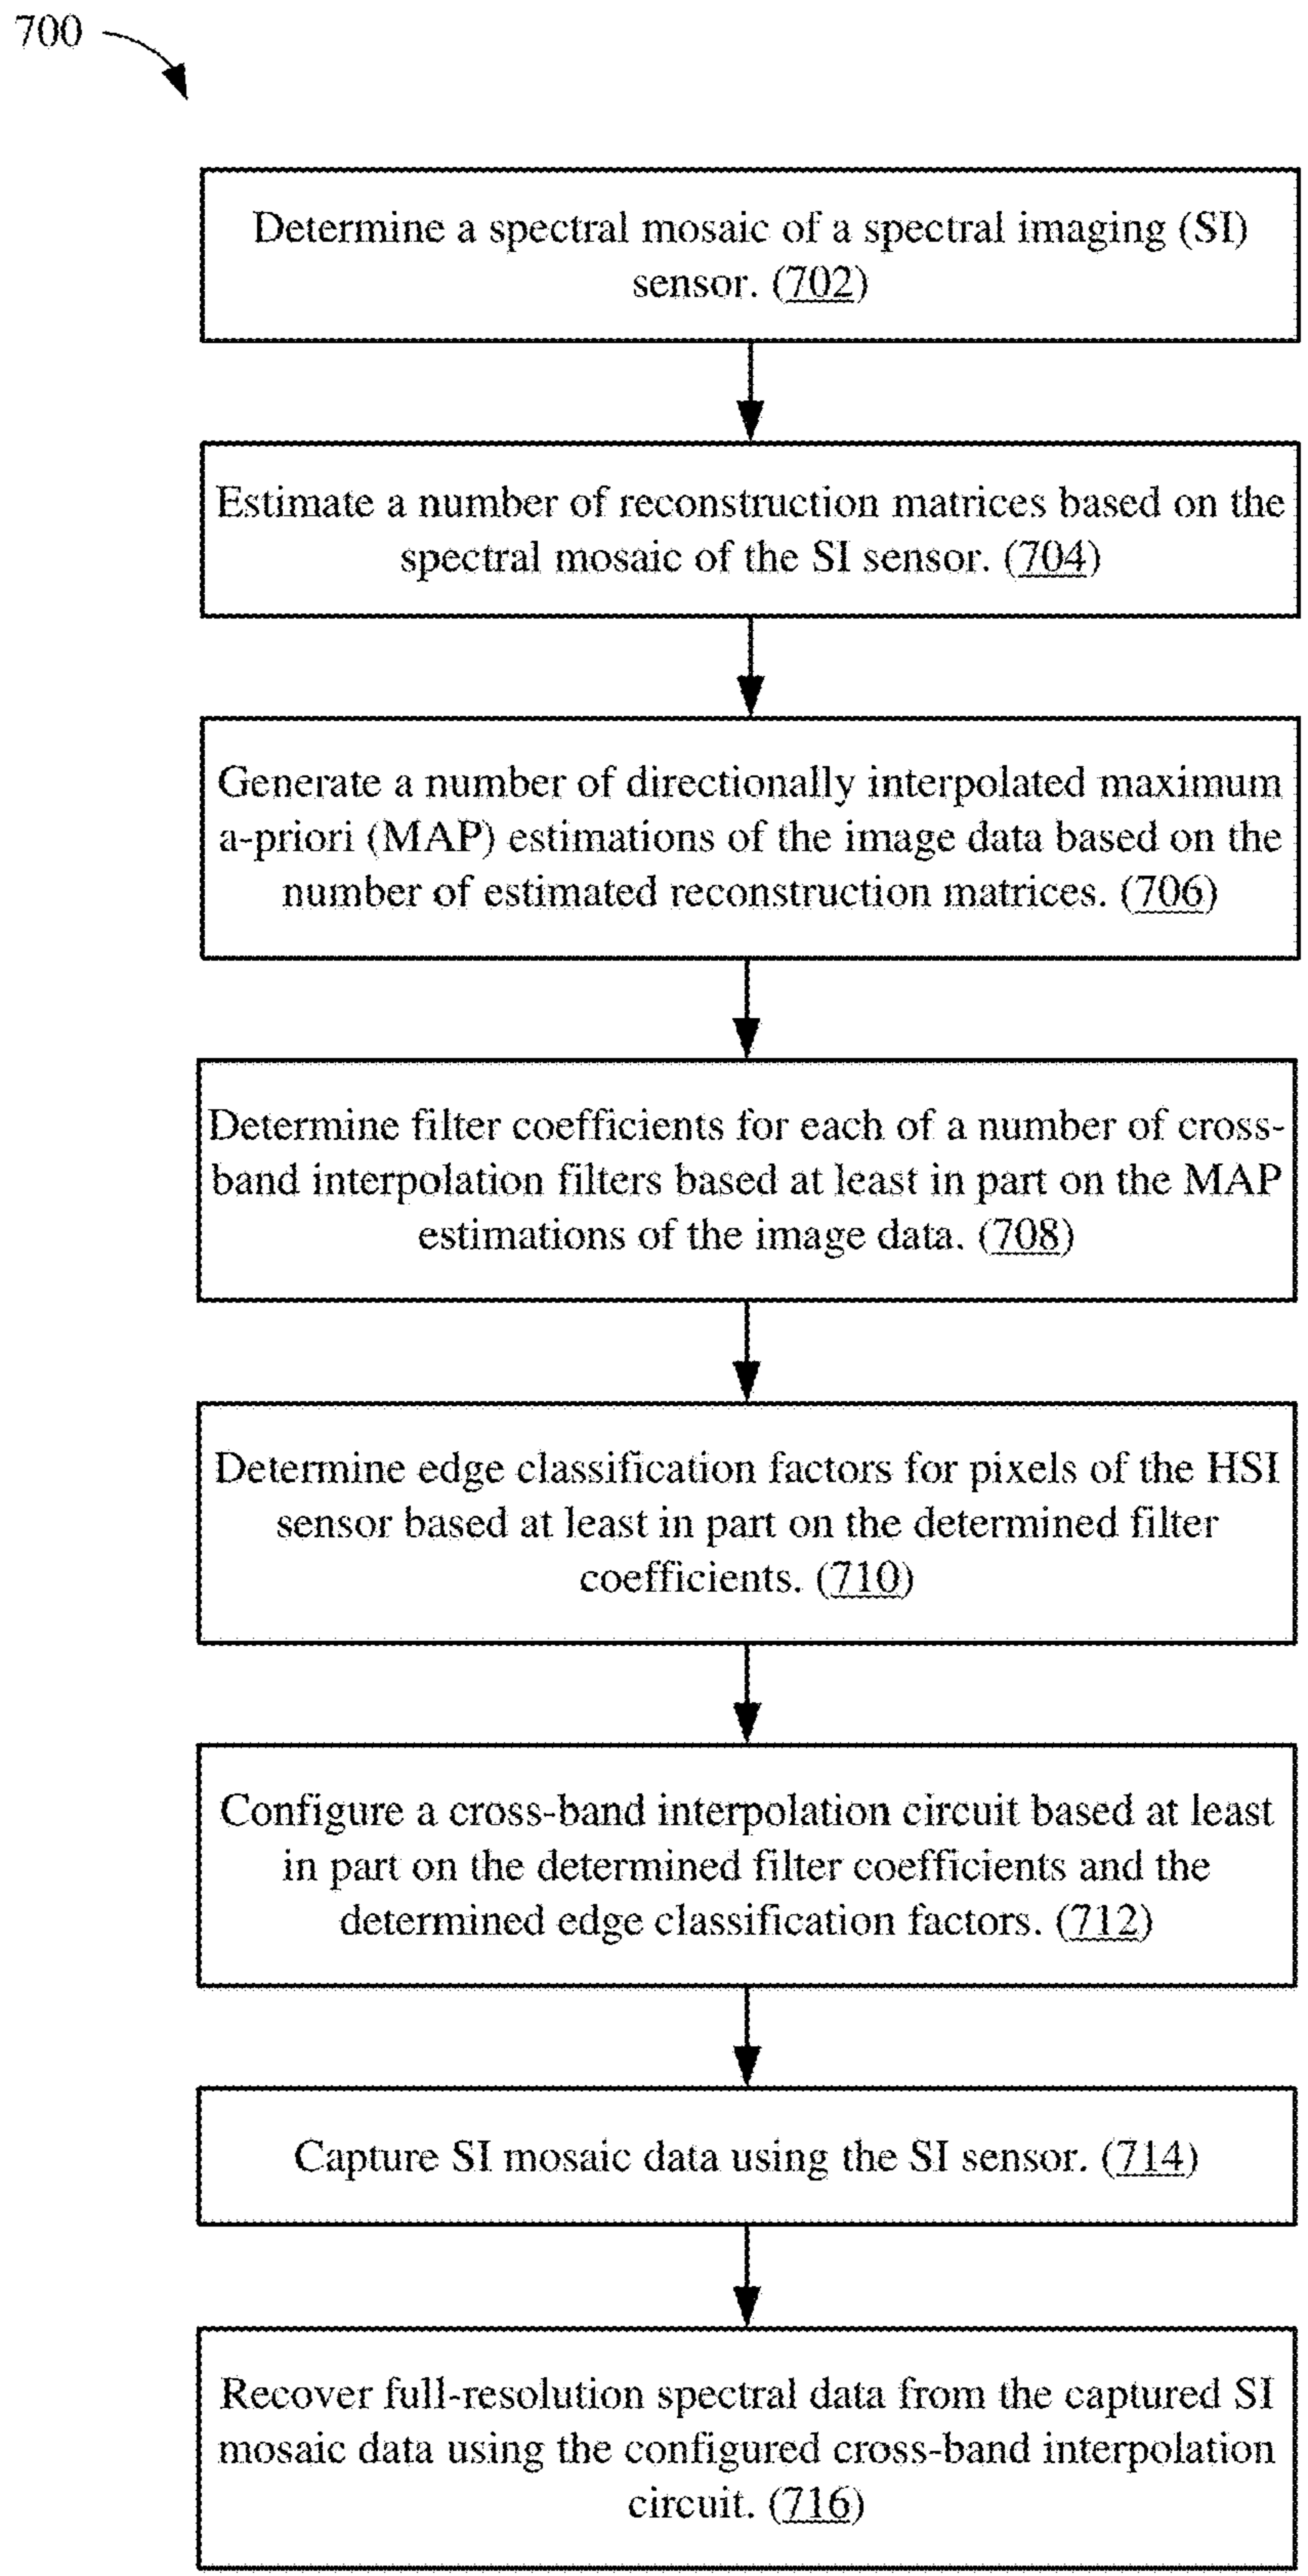 700
Determine a spectral mosaic of a spectral imaging (SI)
sensor. (702)
Estimate a number of reconstruction matrices based on the
spectral mosaic of the SI sensor. (704)
Generate a number of directionally interpolated maximum
a-priori (MAP) estimations of the image data based on the
number of estimated reconstruction matrices. (706)
Determine filter coefficients for each of a number of cross-
band interpolation filters based at least in part on the MAP
estimations of the image data. (708)
Determine edge classification factors for pixels of the HSI
sensor based at least in part on the determined filter
coefficients. (710)
Configure a cross-band interpolation circuit based at least
in part on the determined filter coefficients and the
determined edge classification factors. (712)
Capture SI mosaic data using the SI sensor. (714)
Recover full-resolution spectral data from the captured SI
mosaic data using the configured cross-band interpolation
circuit. (716)